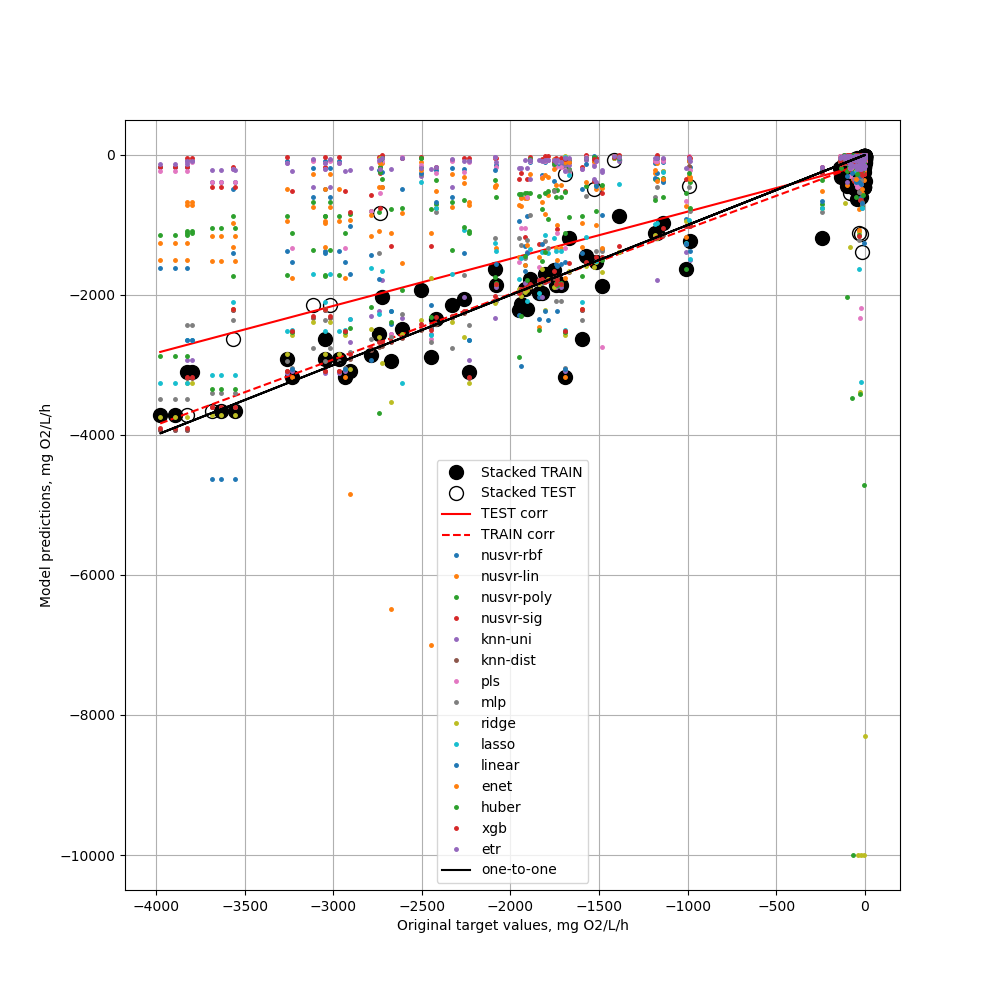 0
−2000
−4000
−6000
−8000
−10000
Model predictions, mg O2/L/h
Stacked TRAIN
Stacked TEST
TEST corr
TRAIN corr
nusvr-rbf
nusvr-lin
nusvr-poly
nusvr-sig
knn-uni
knn-dist
pls
mlp
ridge
lasso
linear
enet
huber
xgb
etr
one-to-one
−4000 −3500 −3000 −2500 −2000 −1500 −1000 −500 0
Original target values, mg O2/L/h